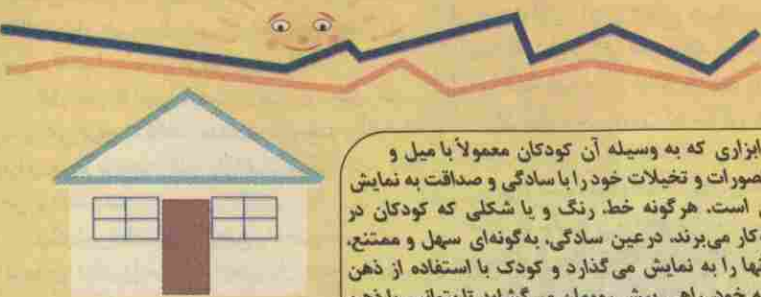 ابزاری که به وسیله آن کودکان معمولاً با میل و
تصورات و تخیلات خود را با سادگی و صداقت به نمایش
است. هرگونه خط، رنگ و یا شکلی که کودکان در
کار می‌برند، درعین سادگی، به‌گونه‌ای سهل و ممتنع،
نها را به نمایش می‌گذارد و کودک با استفاده از ذهن